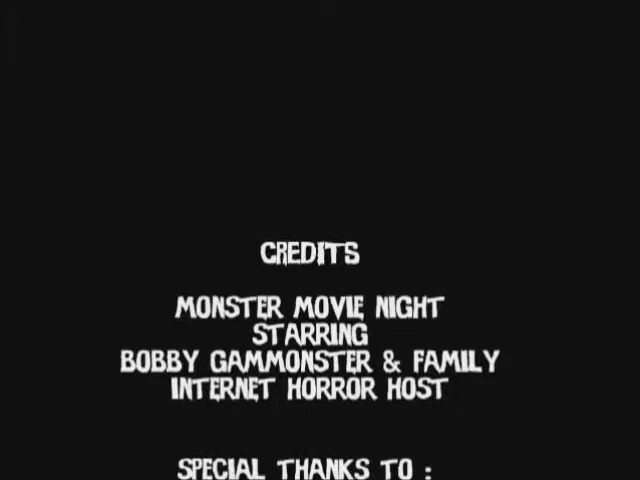 CREDITS
MONSTER MOVIE NIGHT
STARRING
BOBBY GAMMONSTER & FAMILY
INTERNET HORROR HOST
SPECIAL THANKS TO :